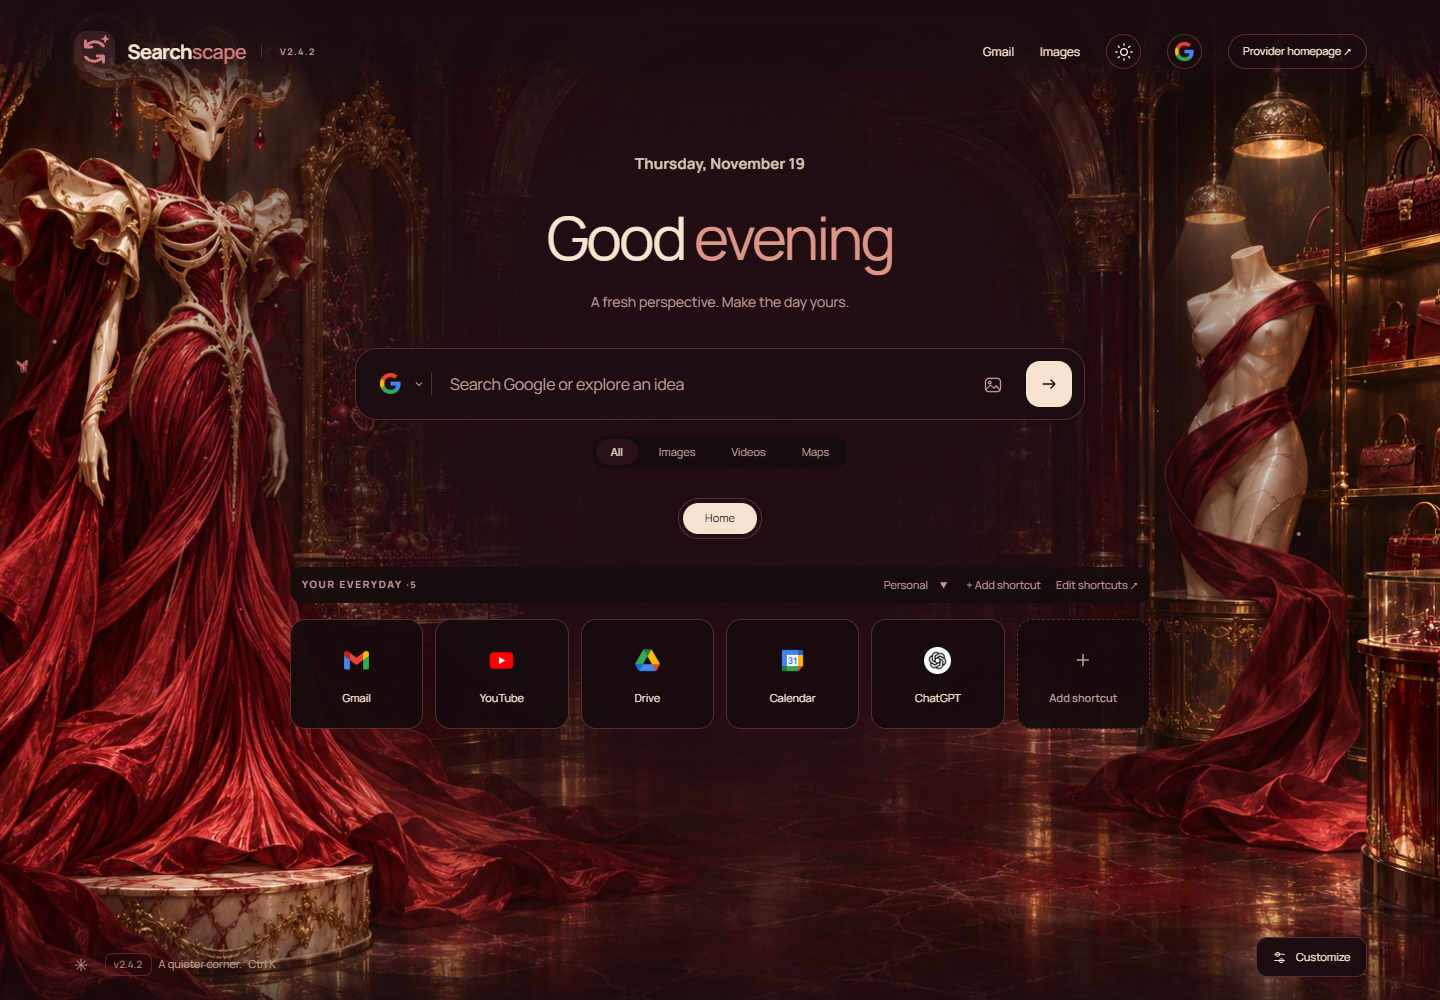 Searchscape
V2.4.2
Gmail
Images
Provider homepage ↗
Thursday, November 19
Good evening
A fresh perspective. Make the day yours.
Search Google or explore an idea
All
Images
Videos
Maps
Home
YOUR EVERYDAY ·5
Personal ▼
+ Add shortcut
Edit shortcuts ↗
Gmail
YouTube
31
Drive
Calendar
ChatGPT
+
Add shortcut
v2.4.2
A quieter corner. Ctrl K
Customize